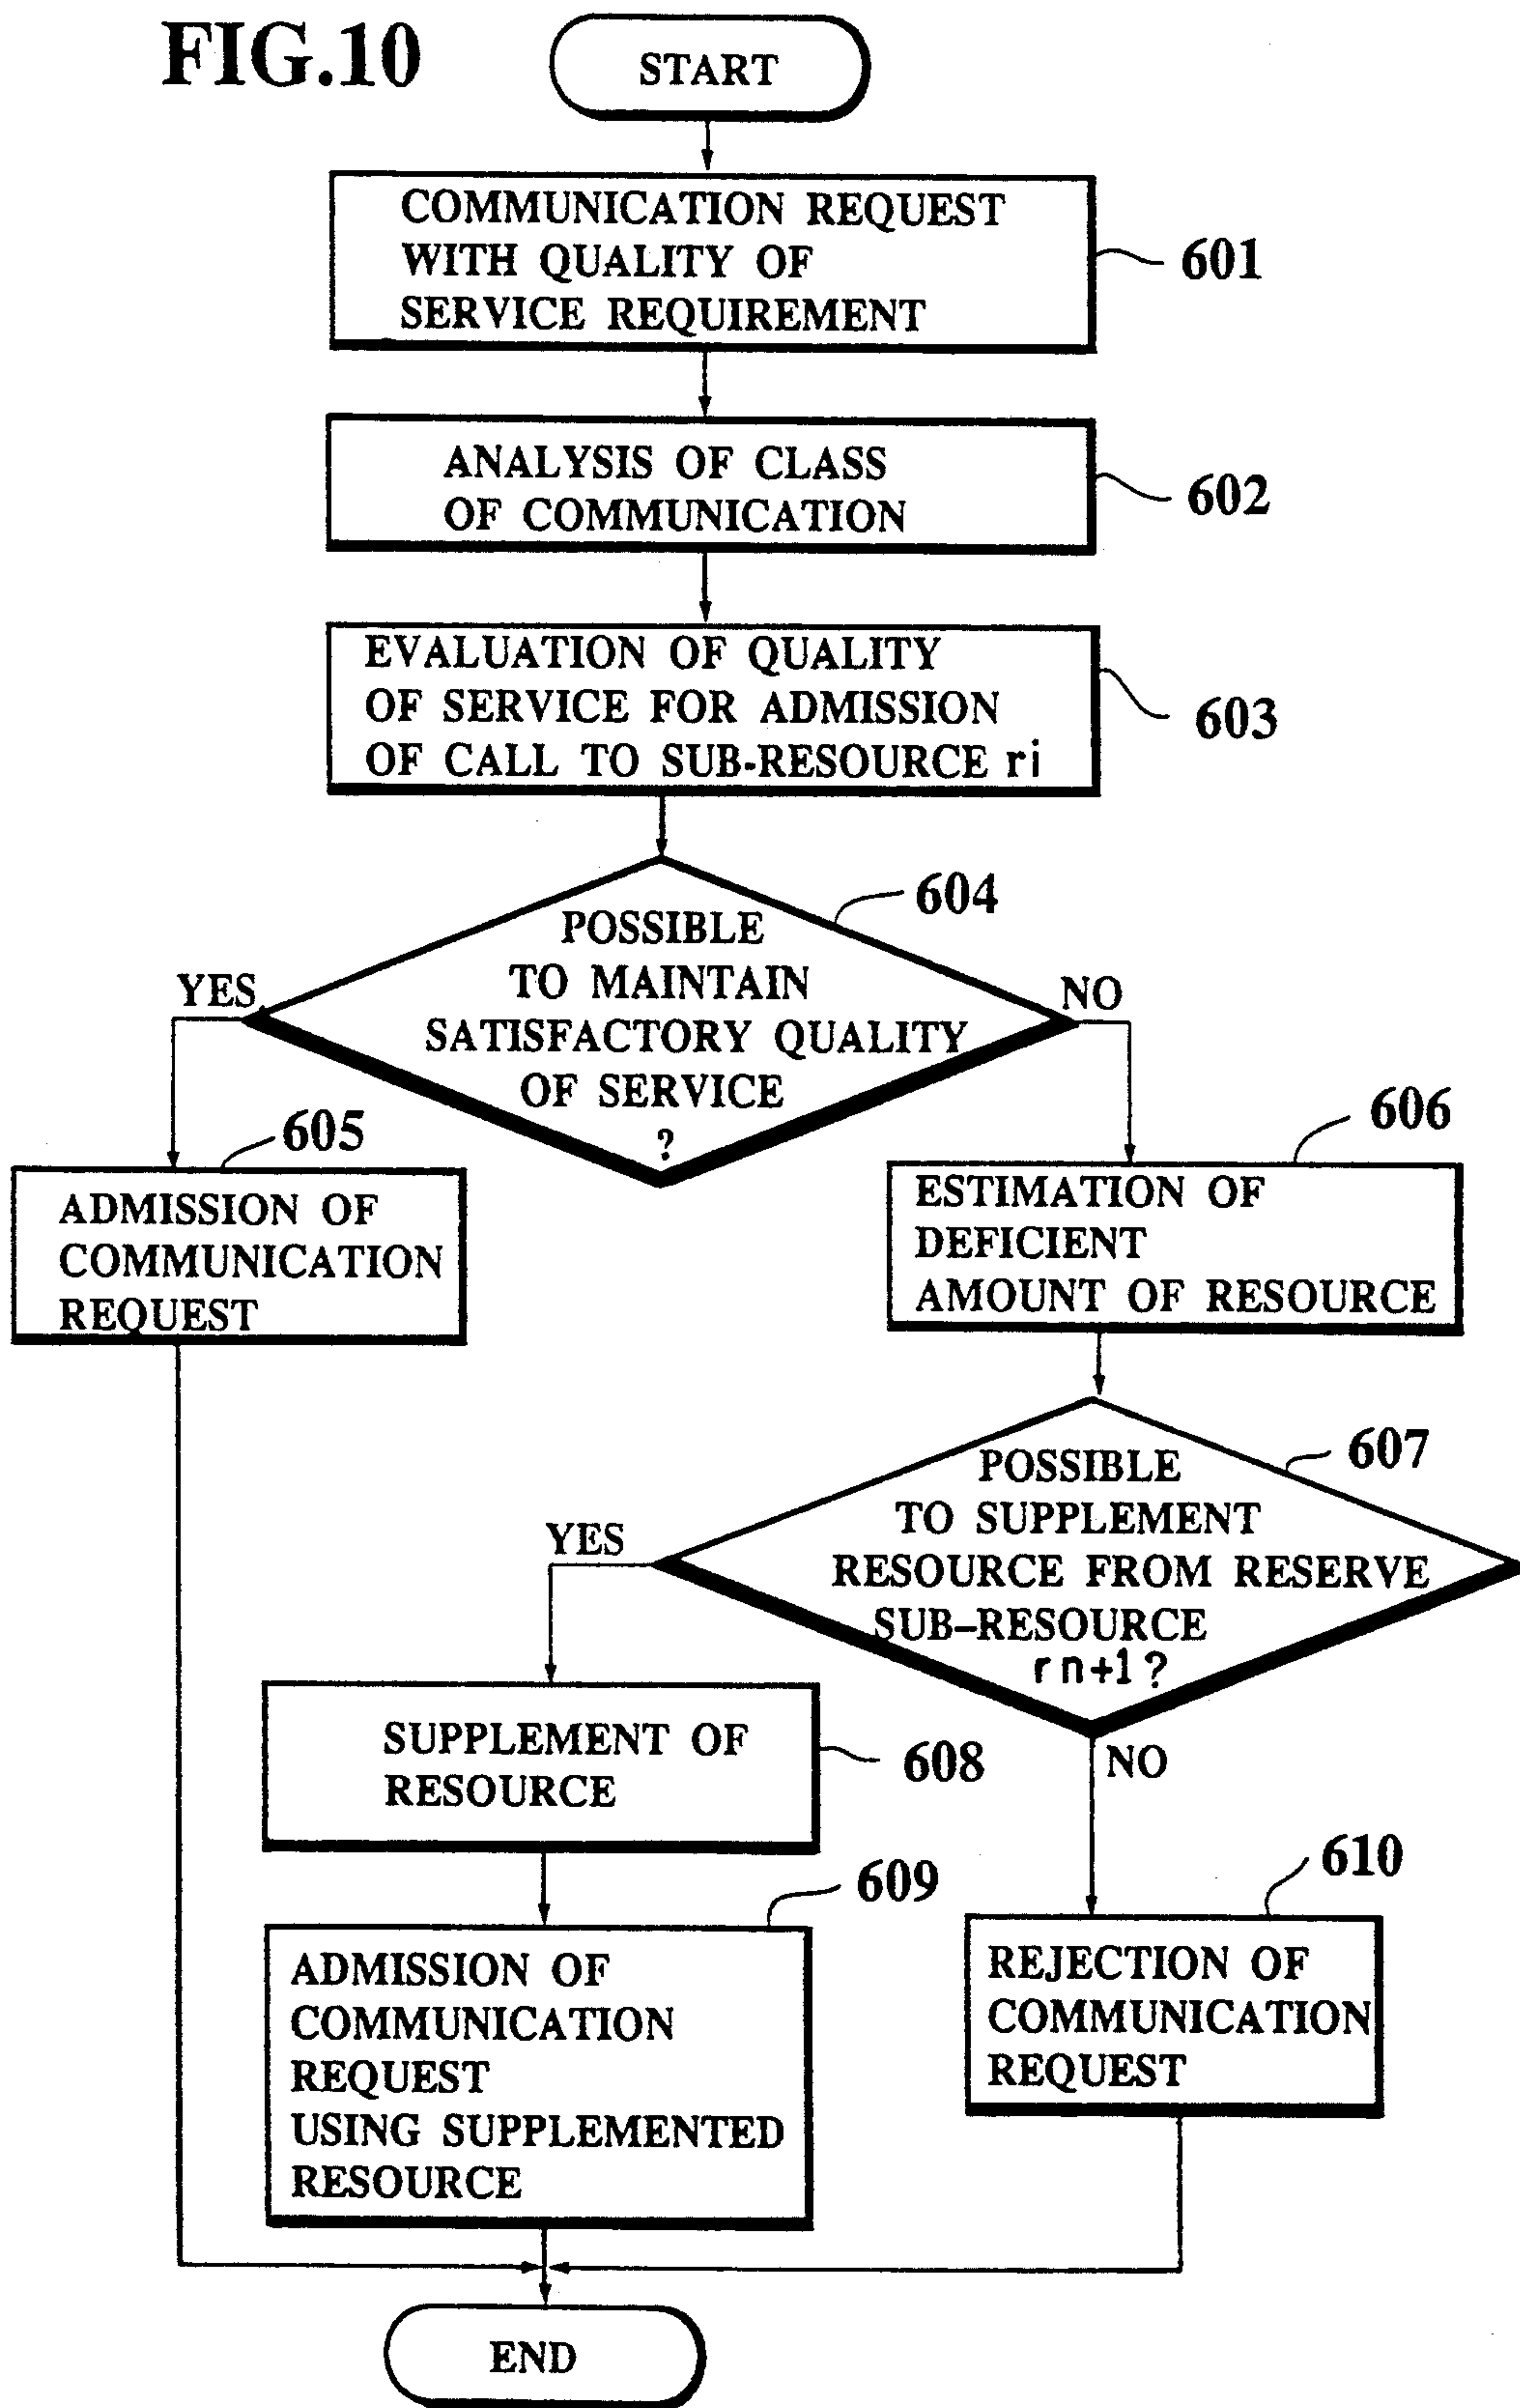 FIG.10
START
COMMUNICATION REQUEST
WITH QUALITY OF
SERVICE REQUIREMENT
601
ANALYSIS OF CLASS
OF COMMUNICATION
602
EVALUATION OF QUALITY
OF SERVICE FOR ADMISSION
OF CALL TO SUB-RESOURCE ri
603
604
POSSIBLE
TO MAINTAIN
SATISFACTORY QUALITY
OF SERVICE
?
YES
NO
605
ADMISSION OF
COMMUNICATION
REQUEST
606
ESTIMATION OF
DEFICIENT
AMOUNT OF RESOURCE
607
POSSIBLE
TO SUPPLEMENT
RESOURCE FROM RESERVE
SUB-RESOURCE
rn+1?
YES
NO
SUPPLEMENT OF
RESOURCE
608
609
ADMISSION OF
COMMUNICATION
REQUEST
USING SUPPLEMENTED
RESOURCE
610
REJECTION OF
COMMUNICATION
REQUEST
END